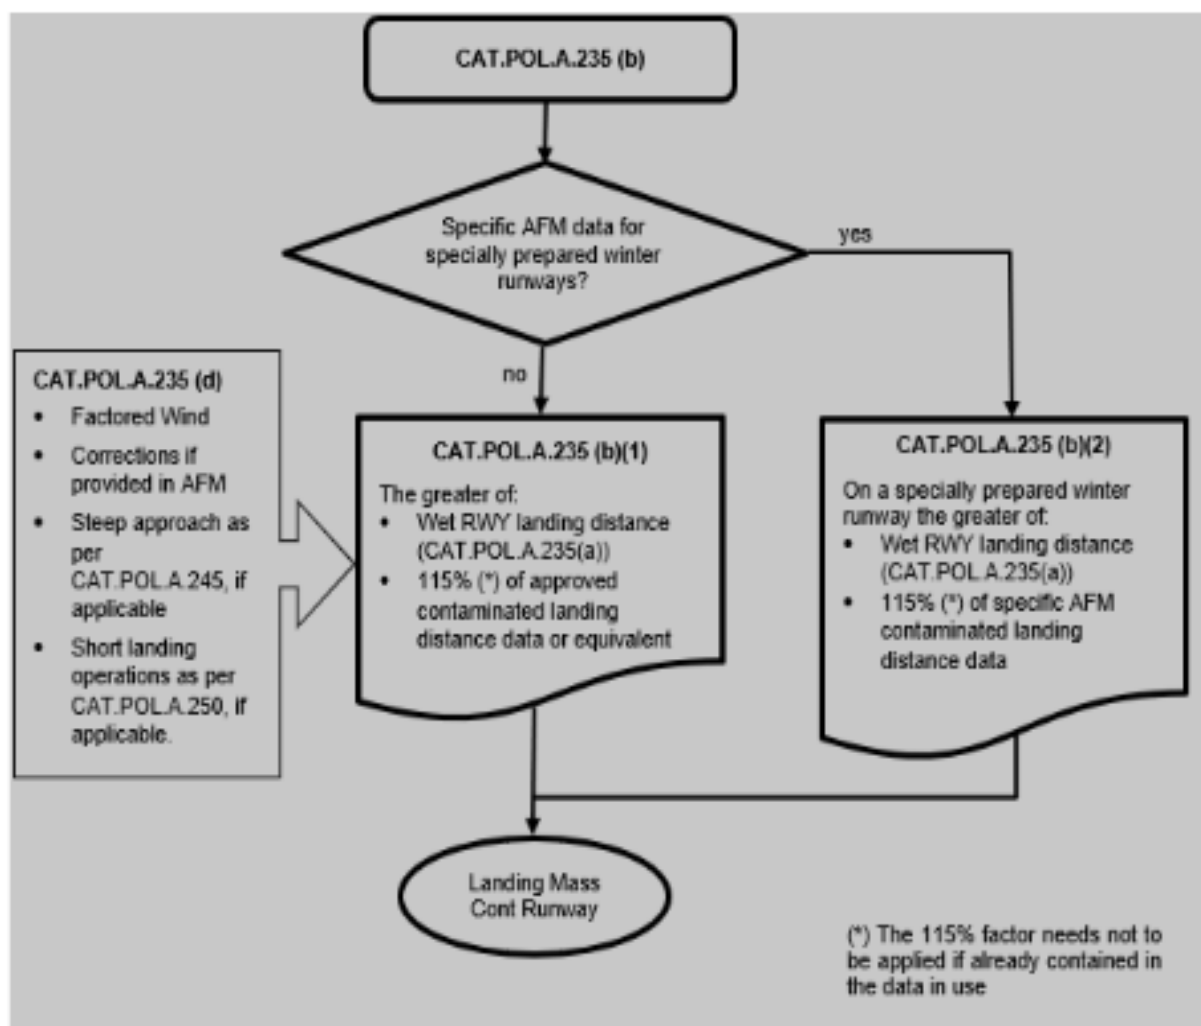 CAT.POL.A.235 (b)
Specific AFM data for
specially prepared winter
runways?
yes
no
CAT.POL.A.235 (d)
• Factored Wind
• Corrections if
provided in AFM
• Steep approach as
per
CAT.POL.A.245, if
applicable
• Short landing
operations as per
CAT.POL.A.250, if
applicable.
CAT.POL.A.235 (b)(1)
The greater of:
• Wet RWY landing distance
(CAT.POL.A.235(a))
• 115% (*) of approved
contaminated landing
distance data or equivalent
CAT.POL.A.235 (b)(2)
On a specially prepared winter
runway the greater of:
• Wet RWY landing distance
(CAT.POL.A.235(a))
• 115% (*) of specific AFM
contaminated landing
distance data
Landing Mass
Cont Runway
(*) The 115% factor needs not to
be applied if already contained in
the data in use